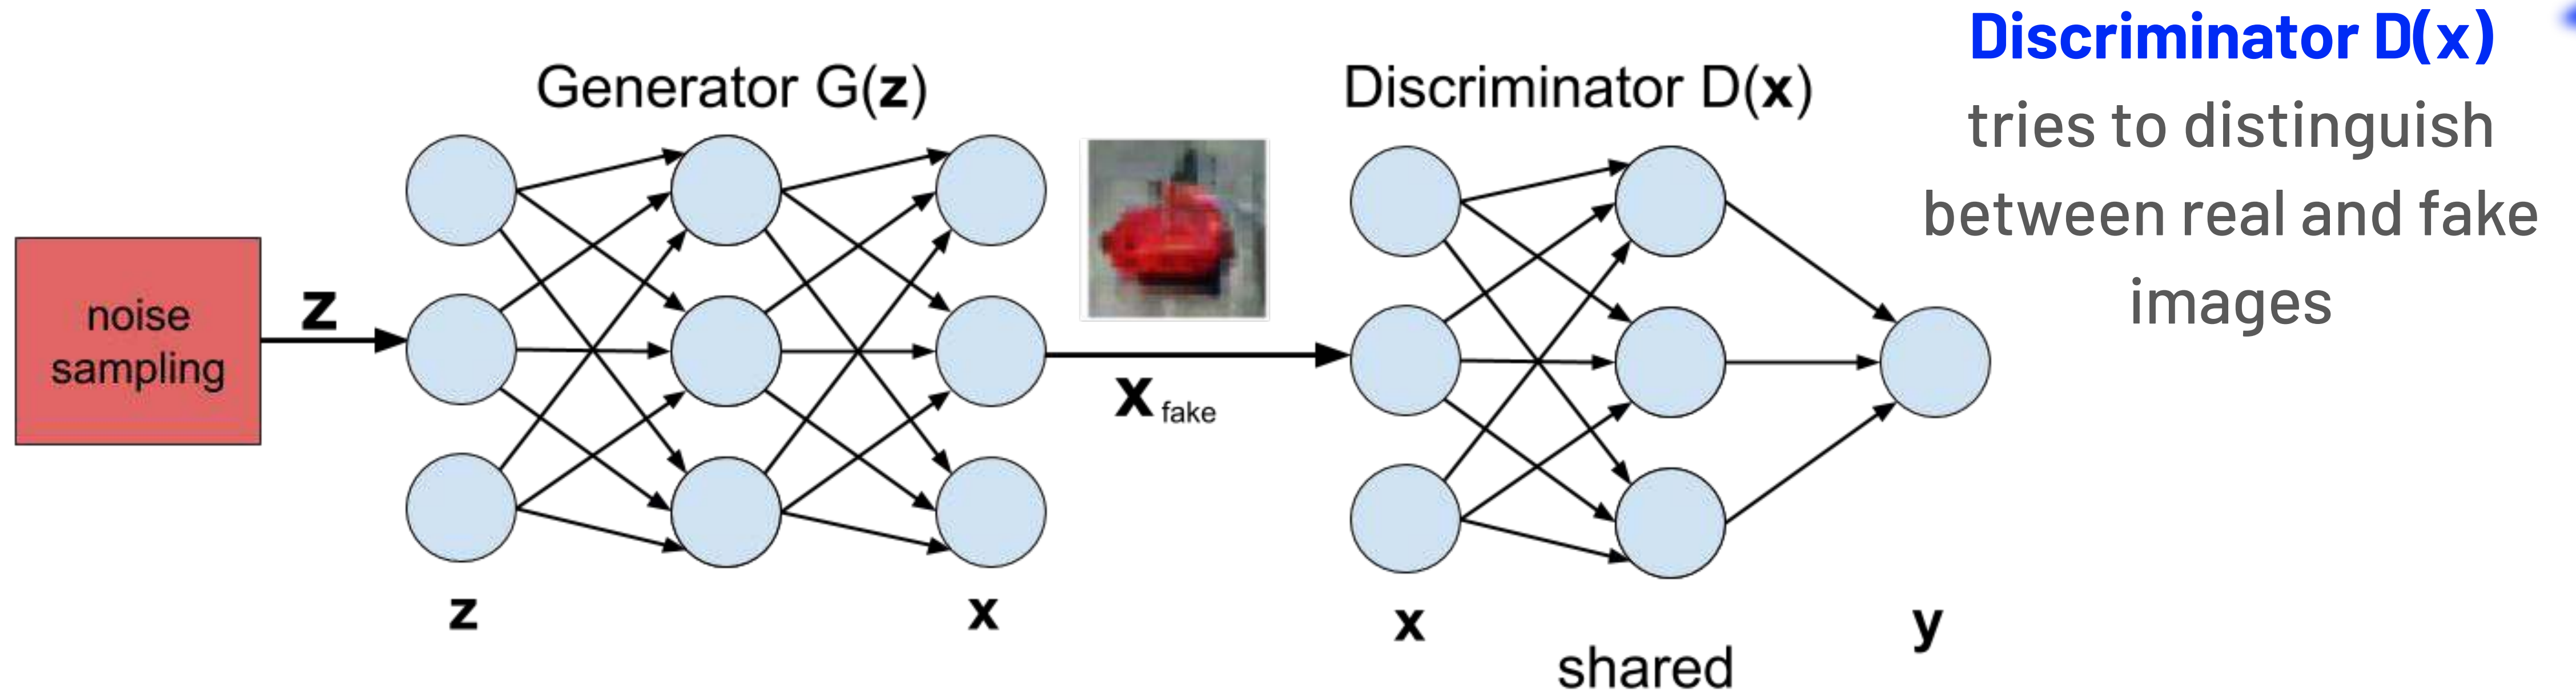 Generator G(z)
Discriminator D(x)
Discriminator D(x)
tries to distinguish
between real and fake
images
noise
sampling
z
x fake
z
x
x
y
shared